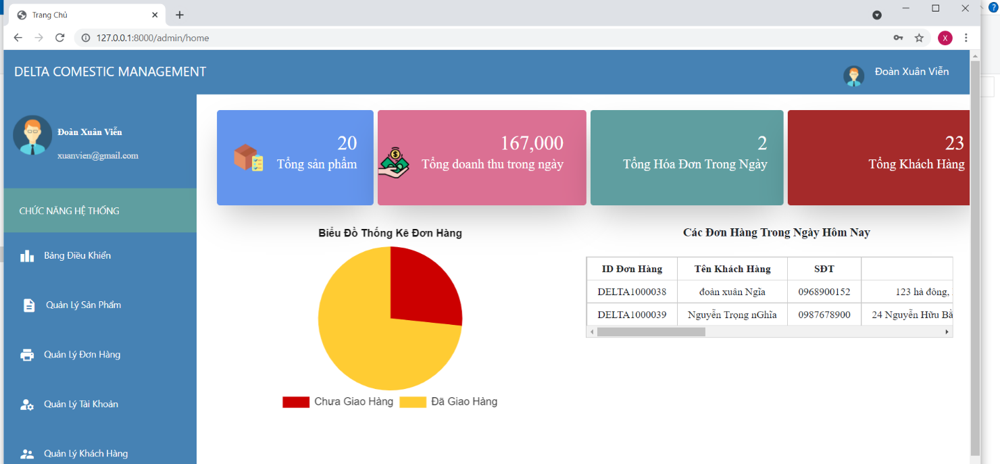 Trang Chủ
127.0.0.1:8000/admin/home
X
DELTA COMESTIC MANAGEMENT
Đoàn Xuân Viễn
Đoàn Xuân Viễn
xuanvien@gmail.com
CHỨC NĂNG HỆ THỐNG
Bảng Điều Khiển
Quản Lý Sản Phẩm
Quản Lý Đơn Hàng
Quản Lý Tài Khoản
Quản Lý Khách Hàng
20
Tổng sản phẩm
167,000
Tổng doanh thu trong ngày
2
Tổng Hóa Đơn Trong Ngày
23
Tổng Khách Hàng
Biểu Đồ Thống Kê Đơn Hàng
Chưa Giao Hàng Đã Giao Hàng
Các Đơn Hàng Trong Ngày Hôm Nay
ID Đơn Hàng Tên Khách Hàng SĐT
DELTA1000038 đoàn xuân Ngĩa 0968900152 123 hà đông,
DELTA1000039 Nguyễn Trọng nGhĩa 0987678900 24 Nguyễn Hữu Bằ